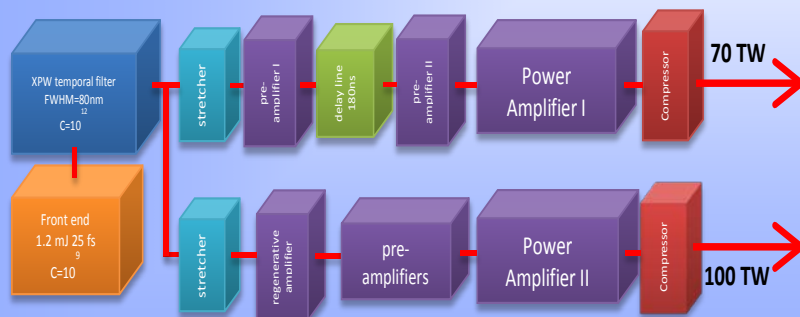 XPW temporal filter
FWHM=80nm
12
C=10
stretcher
pre-
amplifier I
delay line
180ns
pre-
amplifier II
Power
Amplifier I
Compressor
70 TW
Front end
1.2 mJ 25 fs
9
C=10
stretcher
regenerative
amplifier
pre-
amplifiers
Power
Amplifier II
Compressor
100 TW